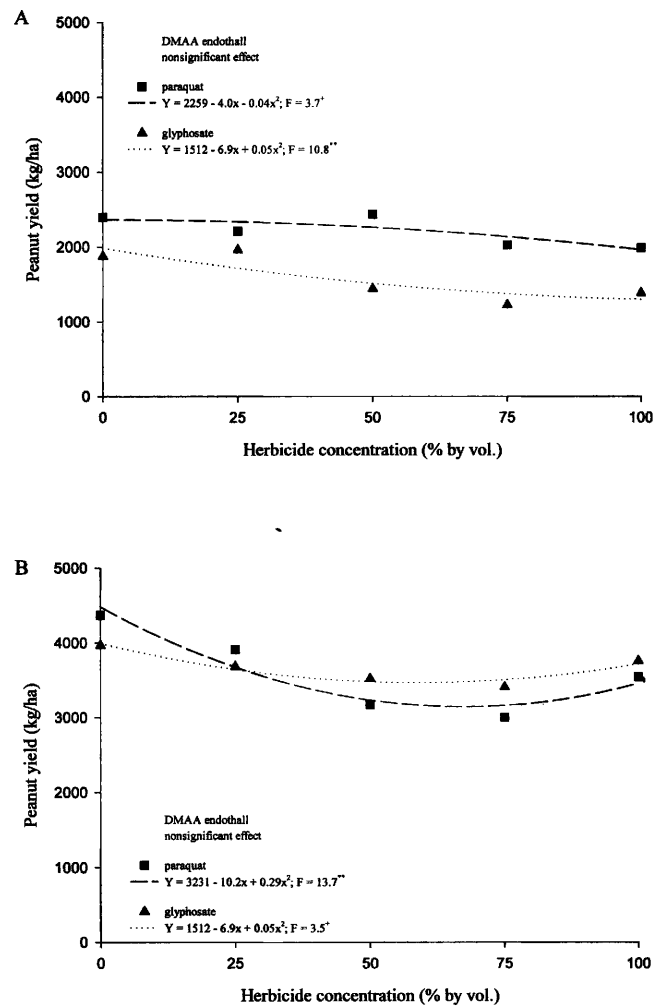 A
5000
4000
3000
2000
1000
0
Peanut yield (kg/ha)
DMAA endothall
nonsignificant effect
paraquat
Y = 2259 - 4.0x - 0.04x²; F = 3.7⁺
glyphosate
Y = 1512 - 6.9x + 0.05x²; F = 10.8**
0 25 50 75 100
Herbicide concentration (% by vol.)
B
5000
4000
3000
2000
1000
0
Peanut yield (kg/ha)
DMAA endothall
nonsignificant effect
paraquat
Y = 3231 - 10.2x + 0.29x²; F = 13.7**
glyphosate
Y = 1512 - 6.9x + 0.05x²; F = 3.5⁺
0 25 50 75 100
Herbicide concentration (% by vol.)